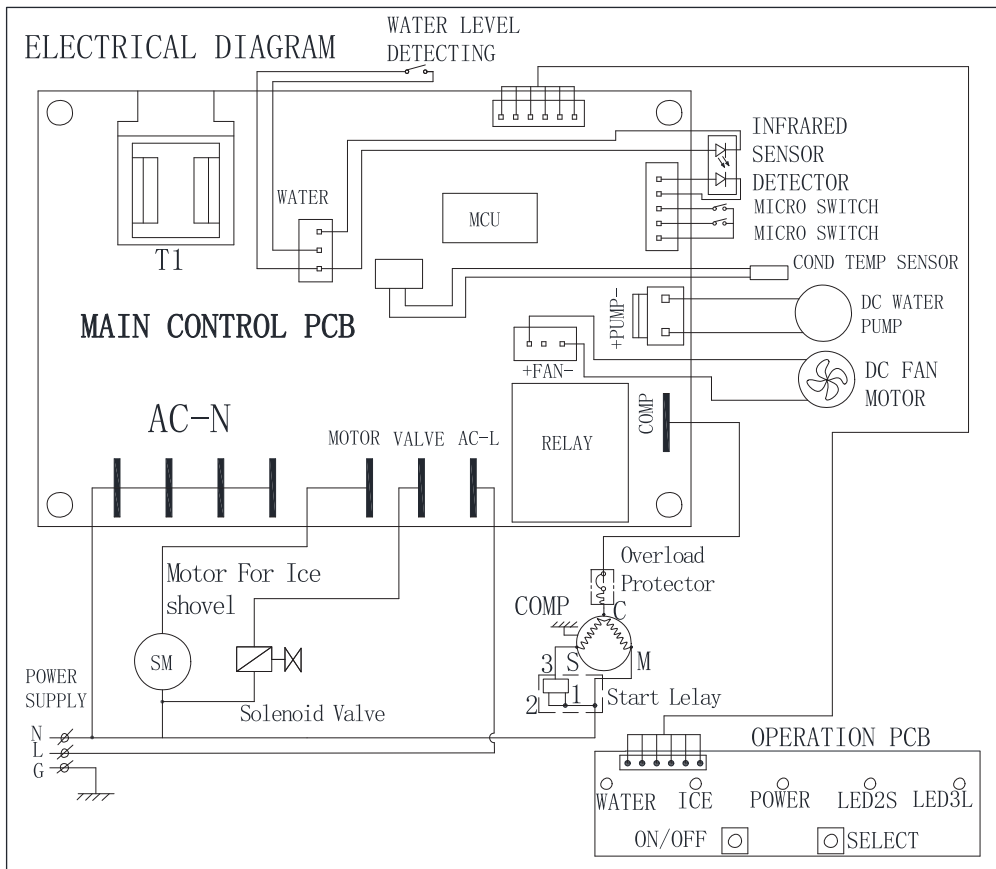 ELECTRICAL DIAGRAM
WATER LEVEL
DETECTING
INFRARED
SENSOR
DETECTOR
MICRO SWITCH
MICRO SWITCH
WATER
MCU
T1
COND TEMP SENSOR
MAIN CONTROL PCB
+PUMP-
DC WATER
PUMP
+FAN-
DC FAN
MOTOR
AC-N
MOTOR
VALVE
AC-L
RELAY
COMP
Overload
Protector
Motor For Ice
shovel
COMP
C
SM
3
S
M
1
2
Start Lelay
POWER
SUPPLY
Solenoid Valve
N
L
G
OPERATION PCB
WATER
ICE
POWER
LED2S
LED3L
ON/OFF
SELECT